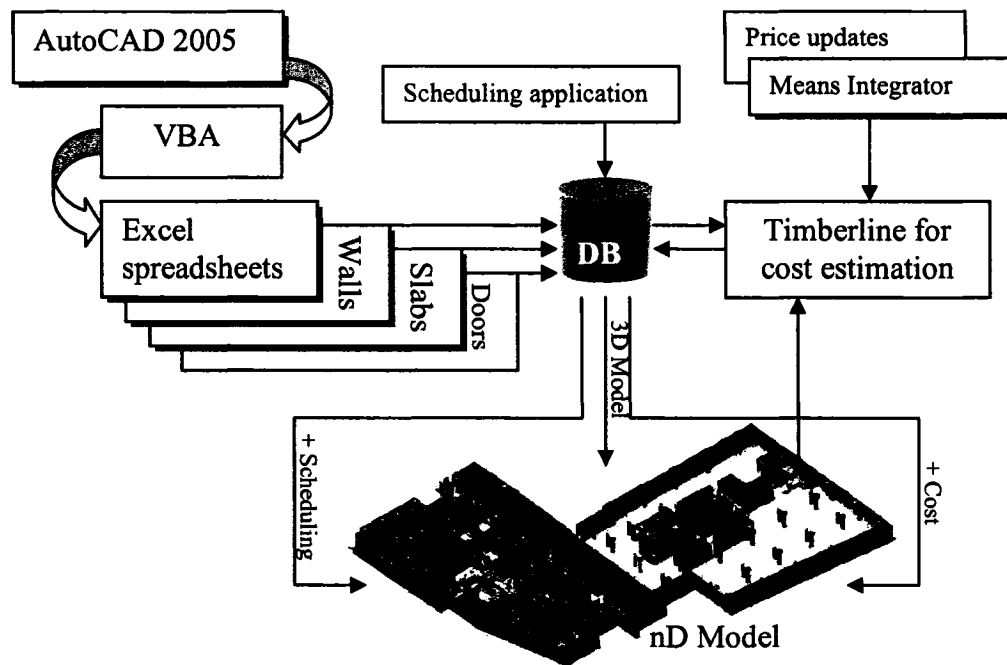 AutoCAD 2005
VBA
Excel
spreadsheets
Walls
Slabs
Doors
Scheduling application
DB
Price updates
Means Integrator
Timberline for
cost estimation
3D Model
+ Scheduling
+ Cost
nD Model